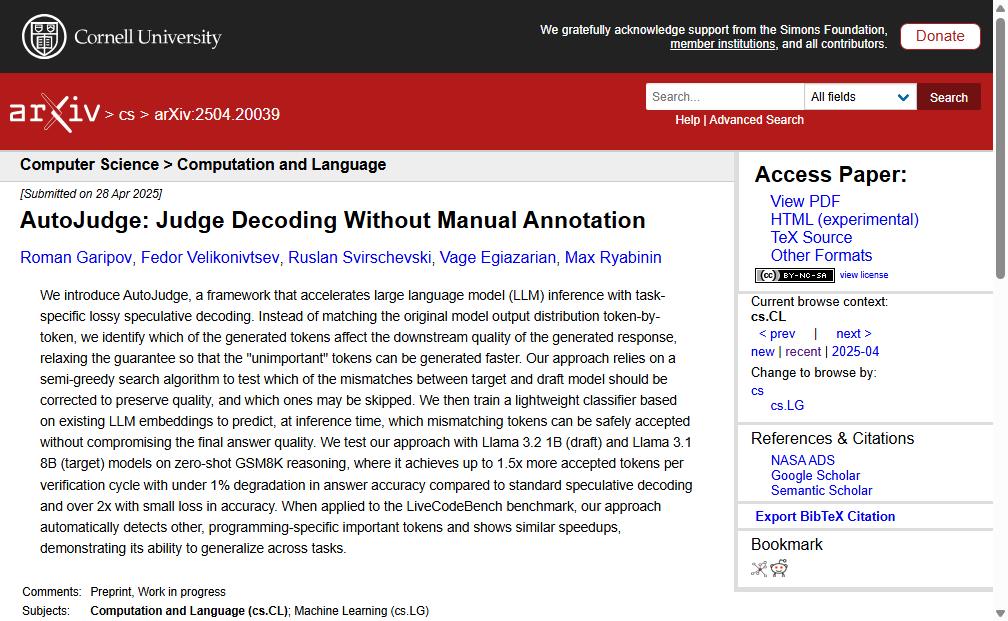 Cornell University
We gratefully acknowledge support from the Simons Foundation,
member institutions, and all contributors.
Donate
arXiv > cs > arXiv:2504.20039
Search...
All fields
Search
Help | Advanced Search
Computer Science > Computation and Language
[Submitted on 28 Apr 2025]
AutoJudge: Judge Decoding Without Manual Annotation
Roman Garipov, Fedor Velikonivtsev, Ruslan Svirschevski, Vage Egiazarian, Max Ryabinin
We introduce AutoJudge, a framework that accelerates large language model (LLM) inference with task-
specific lossy speculative decoding. Instead of matching the original model output distribution token-by-
token, we identify which of the generated tokens affect the downstream quality of the generated response,
relaxing the guarantee so that the "unimportant" tokens can be generated faster. Our approach relies on a
semi-greedy search algorithm to test which of the mismatches between target and draft model should be
corrected to preserve quality, and which ones may be skipped. We then train a lightweight classifier based
on existing LLM embeddings to predict, at inference time, which mismatching tokens can be safely accepted
without compromising the final answer quality. We test our approach with Llama 3.2 1B (draft) and Llama 3.1
8B (target) models on zero-shot GSM8K reasoning, where it achieves up to 1.5x more accepted tokens per
verification cycle with under 1% degradation in answer accuracy compared to standard speculative decoding
and over 2x with small loss in accuracy. When applied to the LiveCodeBench benchmark, our approach
automatically detects other, programming-specific important tokens and shows similar speedups,
demonstrating its ability to generalize across tasks.
Comments: Preprint, Work in progress
Subjects: Computation and Language (cs.CL); Machine Learning (cs.LG)
Access Paper:
View PDF
HTML (experimental)
TeX Source
Other Formats
cc BY-NC-SA view license
Current browse context:
cs.CL
< prev | next >
new | recent | 2025-04
Change to browse by:
cs
cs.LG
References & Citations
NASA ADS
Google Scholar
Semantic Scholar
Export BibTeX Citation
Bookmark